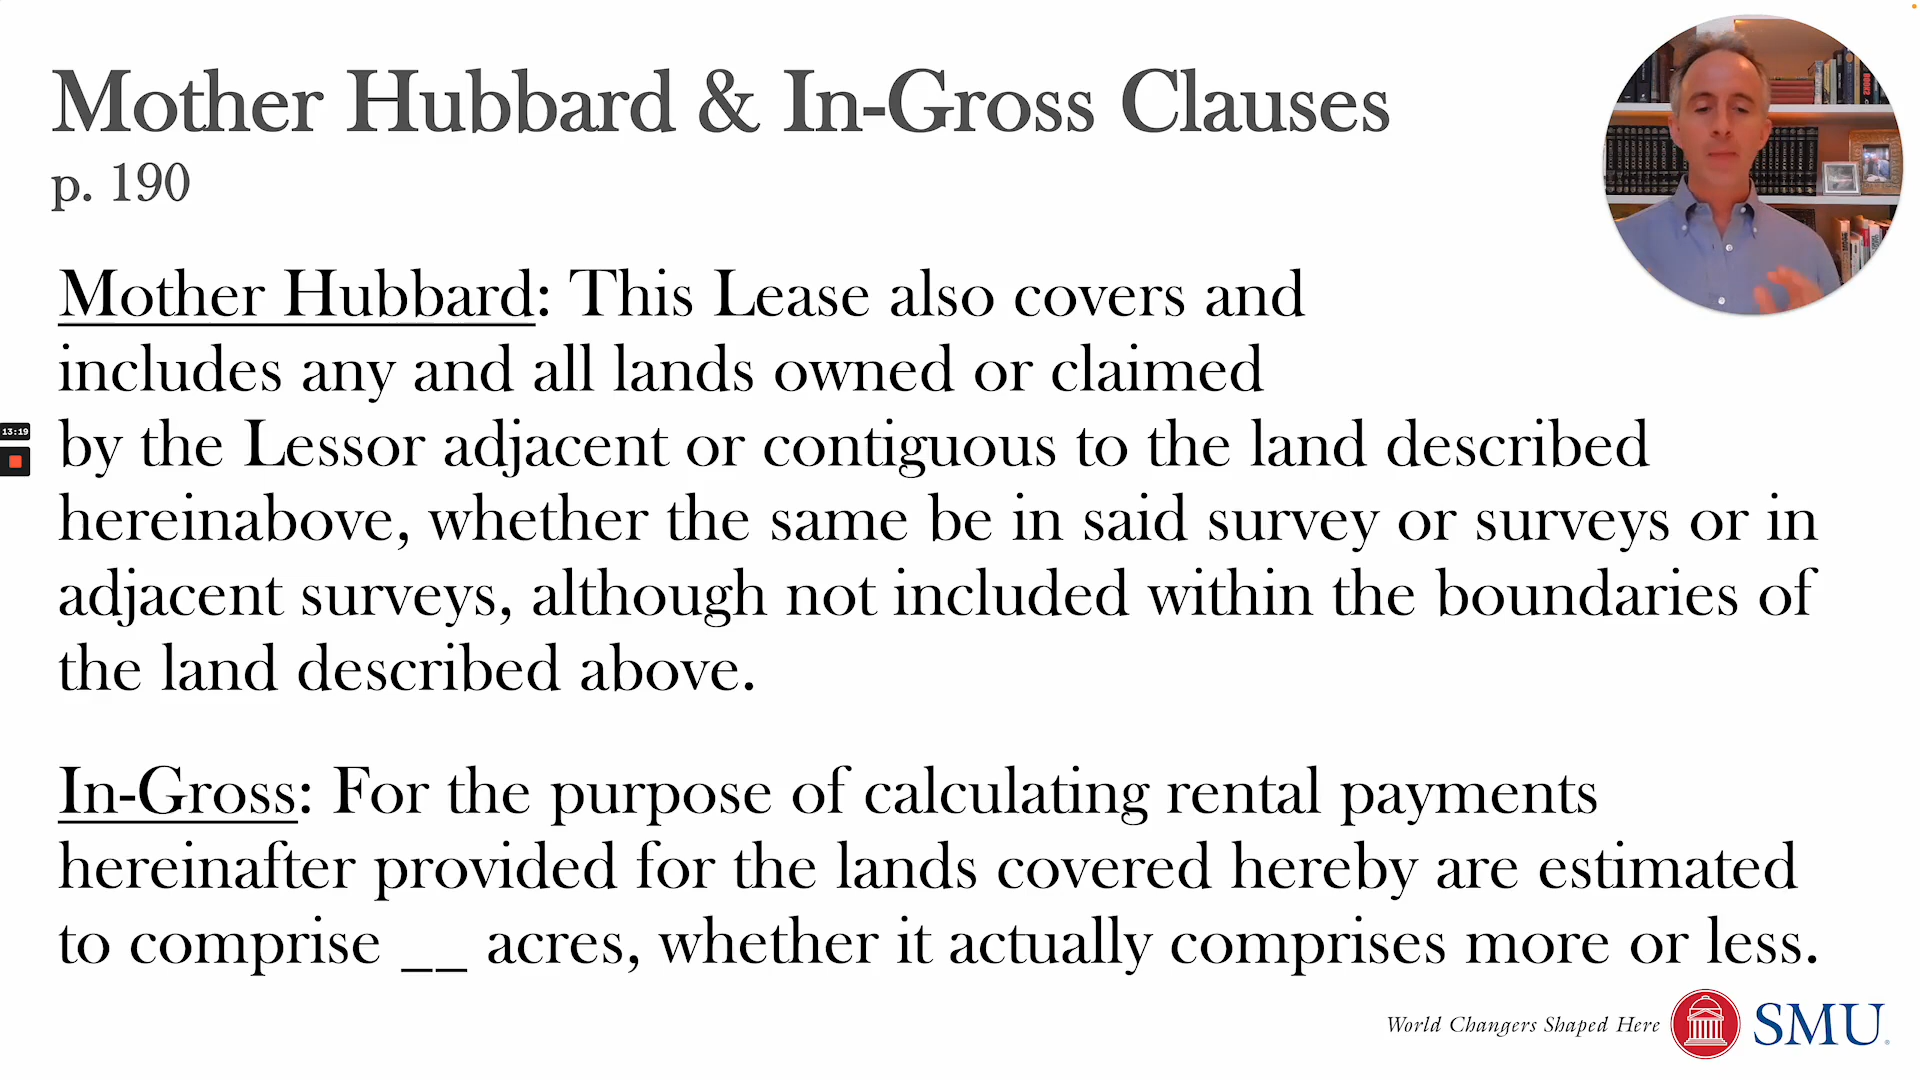 Mother Hubbard & In-Gross Clauses
p. 190
Mother Hubbard: This Lease also covers and
includes any and all lands owned or claimed
by the Lessor adjacent or contiguous to the land described
hereinabove, whether the same be in said survey or surveys or in
adjacent surveys, although not included within the boundaries of
the land described above.
13:19
In-Gross: For the purpose of calculating rental payments
hereinafter provided for the lands covered hereby are estimated
to comprise __ acres, whether it actually comprises more or less.
World Changers Shaped Here
SMU